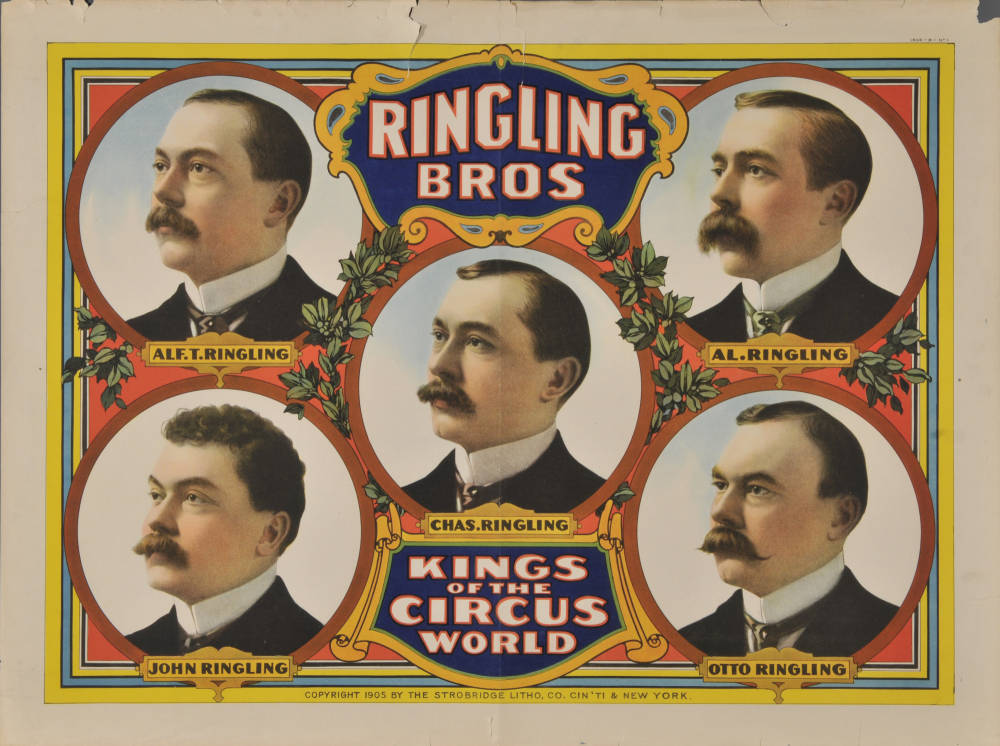 RINGLING
BROS
ALF. T. RINGLING
AL. RINGLING
CHAS. RINGLING
KINGS
OF THE
CIRCUS
WORLD
JOHN RINGLING
OTTO RINGLING
COPYRIGHT 1905 BY THE STROBRIDGE LITHO, CO. CIN'TI & NEW YORK.